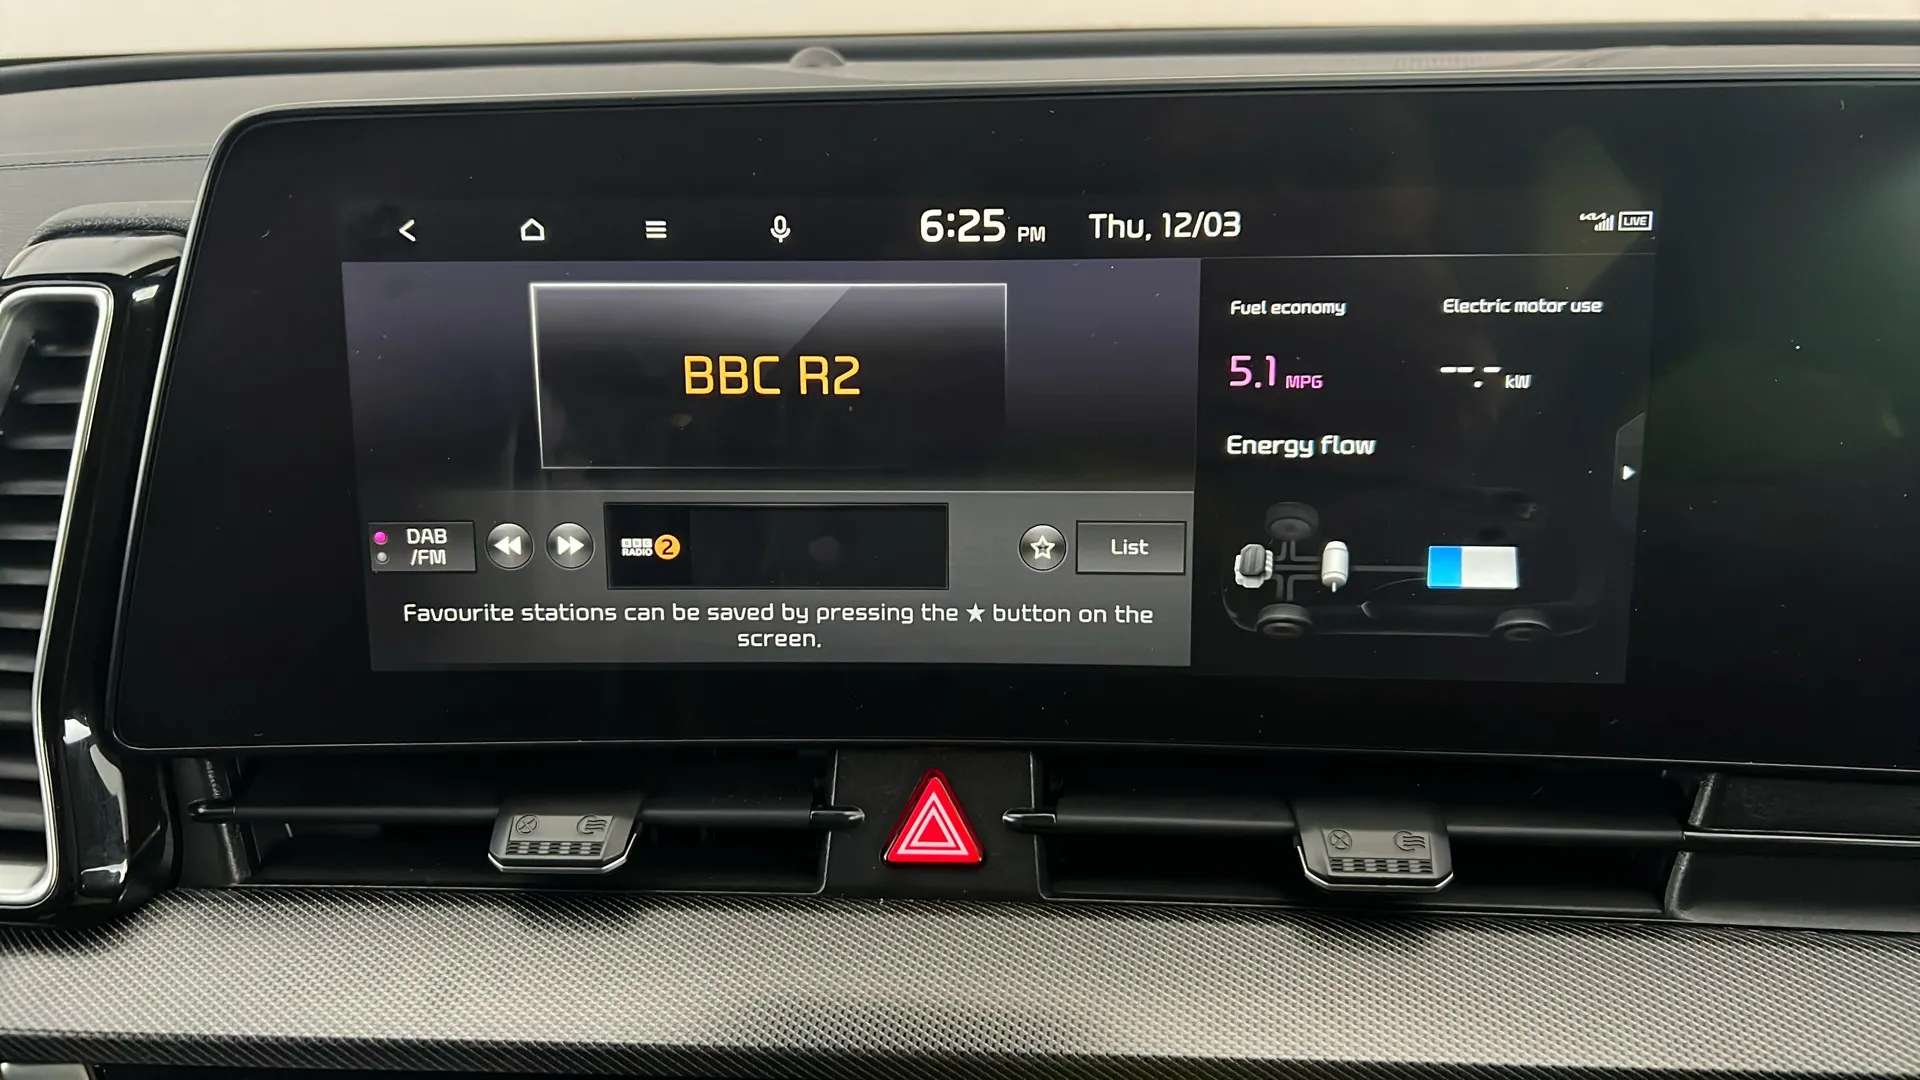 6:25 PM Thu, 12/03
LIVE
Fuel economy Electric motor use
BBC R2
5.1 MPG --.- kW
Energy flow
DAB
/FM
BBC
RADIO 2
List
Favourite stations can be saved by pressing the ★ button on the
screen.